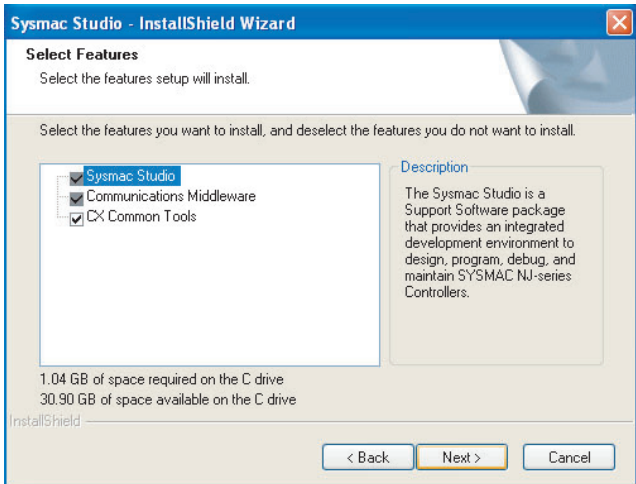 Sysmac Studio - InstallShield Wizard
Select Features
Select the features setup will install.
Select the features you want to install, and deselect the features you do not want to install.
Sysmac Studio
Communications Middleware
CX Common Tools
Description
The Sysmac Studio is a
Support Software package
that provides an integrated
development environment to
design, program, debug, and
maintain SYSMAC NJ-series
Controllers.
1.04 GB of space required on the C drive
30.90 GB of space available on the C drive
InstallShield
< Back
Next >
Cancel